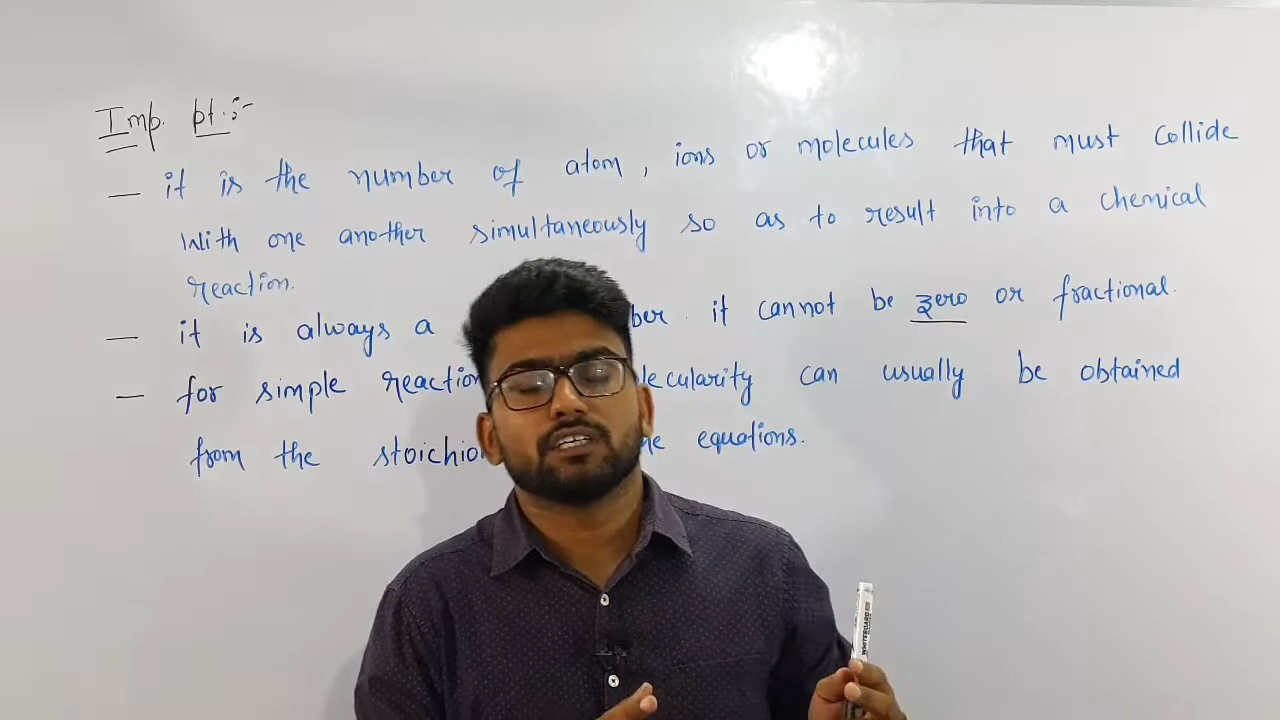 Imp. pt.:-
— it is the number of atom, ions or molecules that must collide
with one another simultaneously so as to result into a chemical
reaction.
— it is always a ber. it cannot be zero or fractional.
— for simple reaction lecularity can usually be obtained
from the stoichio he equations.
WHITEBOARD